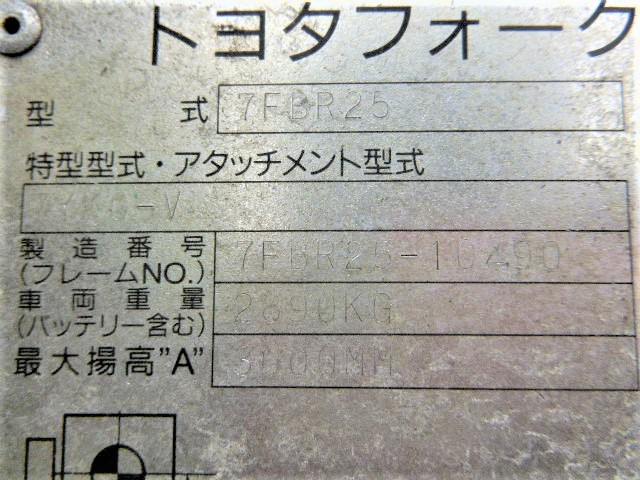 トヨタフォーク
型 式 7FBR25
特型型式・アタッチメント型式
製造番号
(フレームNO.)
車両重量 2890KG
(バッテリー含む)
最大揚高"A" 3000MM